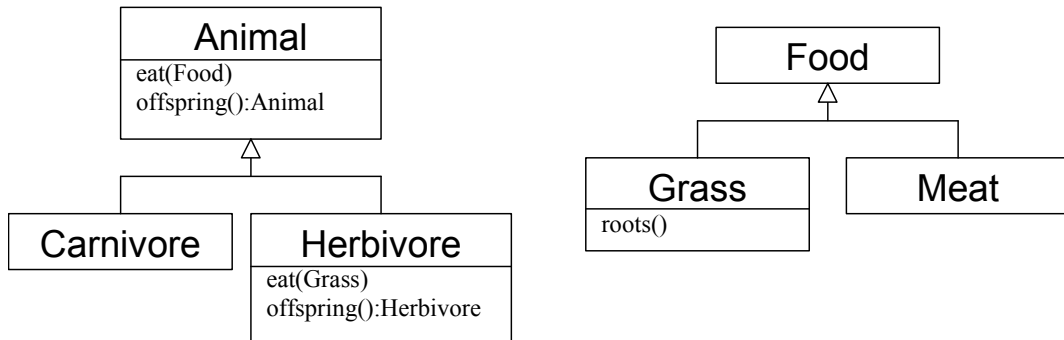 Animal
eat(Food)
offspring():Animal
Carnivore
Herbivore
eat(Grass)
offspring():Herbivore
Food
Grass
roots()
Meat